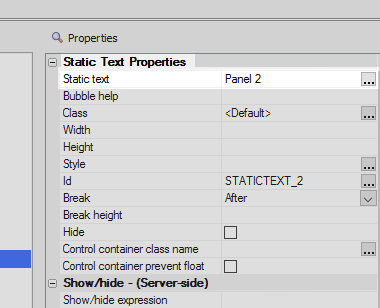 Properties
Static Text Properties
Static text Panel 2 ...
Bubble help
Class <Default> ...
Width
Height
Style ...
Id STATICTEXT_2 ...
Break After
Break height
Hide
Control container class name ...
Control container prevent float
Show/hide - (Server-side)
Show/hide expression